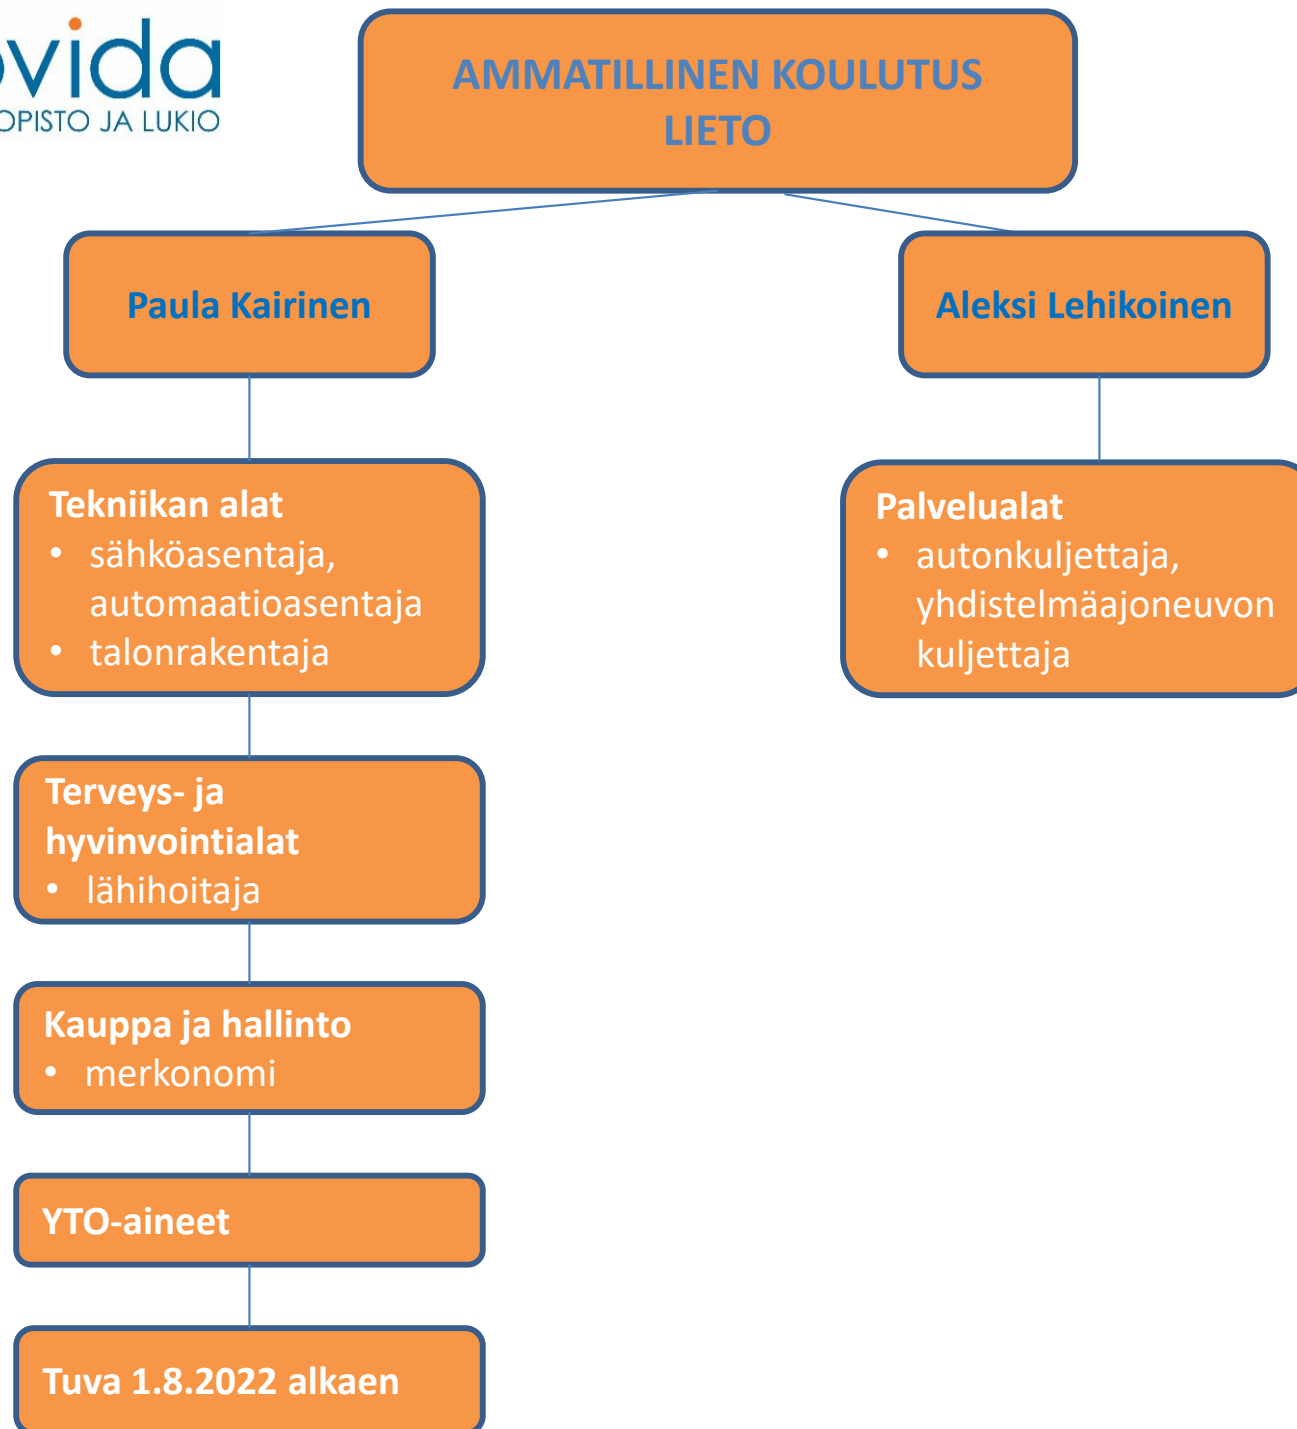 OPISTO JA LUKIO
AMMATILLINEN KOULUTUS
LIETO
Paula Kairinen
Aleksi Lehikoinen
Tekniikan alat
• sähköasentaja,
automaatioasentaja
• talonrakentaja
Palvelualat
• autonkuljettaja,
yhdistelmäajoneuvon
kuljettaja
Terveys- ja
hyvinvointialat
• lähihoitaja
Kauppa ja hallinto
• merkonomi
YTO-aineet
Tuva 1.8.2022 alkaen